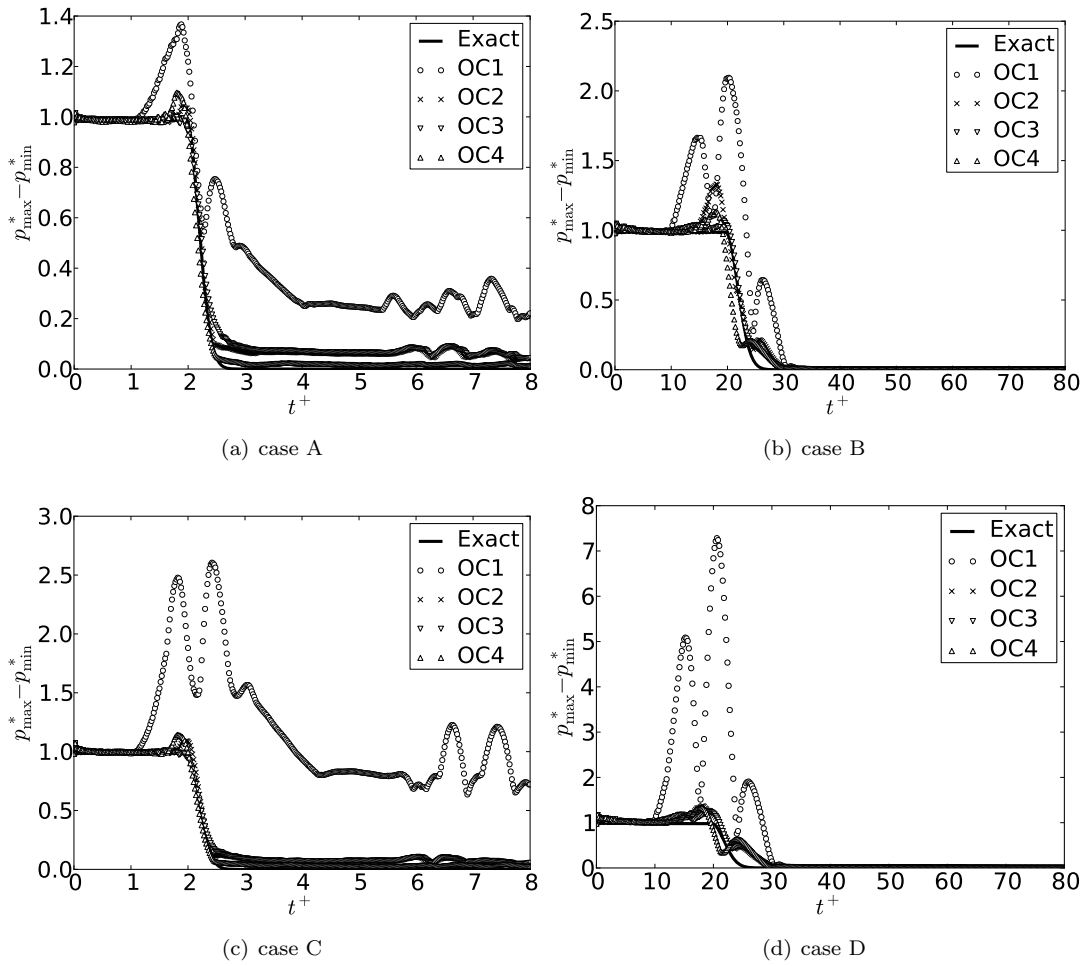 1.4
1.2
1.0
0.8
0.6
0.4
0.2
0.0
0 1 2 3 4 5 6 7 8
t⁺
p*max−p*min
Exact
OC1
OC2
OC3
OC4
(a) case A
2.5
2.0
1.5
1.0
0.5
0.0
0 10 20 30 40 50 60 70 80
t⁺
p*max−p*min
Exact
OC1
OC2
OC3
OC4
(b) case B
3.0
2.5
2.0
1.5
1.0
0.5
0.0
0 1 2 3 4 5 6 7 8
t⁺
p*max−p*min
Exact
OC1
OC2
OC3
OC4
(c) case C
8
7
6
5
4
3
2
1
0
0 10 20 30 40 50 60 70 80
t⁺
p*max−p*min
Exact
OC1
OC2
OC3
OC4
(d) case D